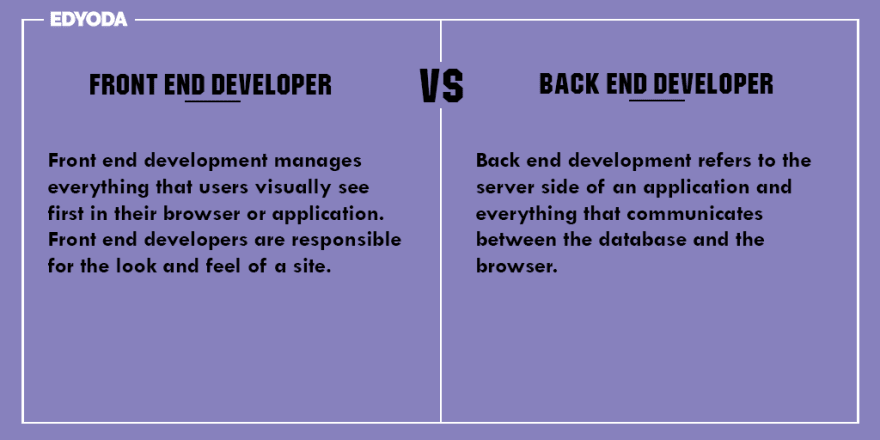 EDYODA
FRONT END DEVELOPER
VS
BACK END DEVELOPER
Front end development manages
everything that users visually see
first in their browser or application.
Front end developers are responsible
for the look and feel of a site.
Back end development refers to the
server side of an application and
everything that communicates
between the database and the
browser.